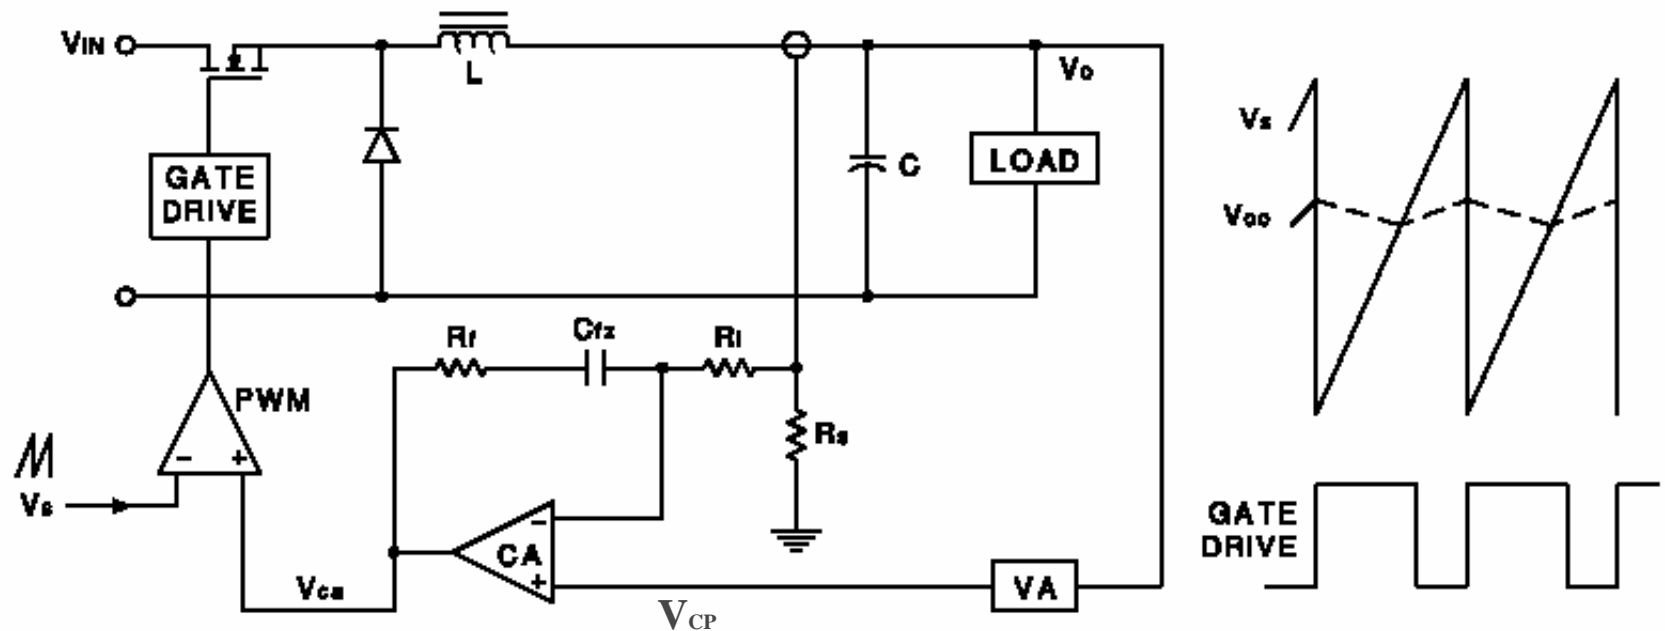 VIN
L
Vo
GATE
DRIVE
C
LOAD
Rf
Cfz
RI
PWM
Rs
− +
Vs
−
CA
+
Vca
VA
VCP
Vs
Vca
GATE
DRIVE